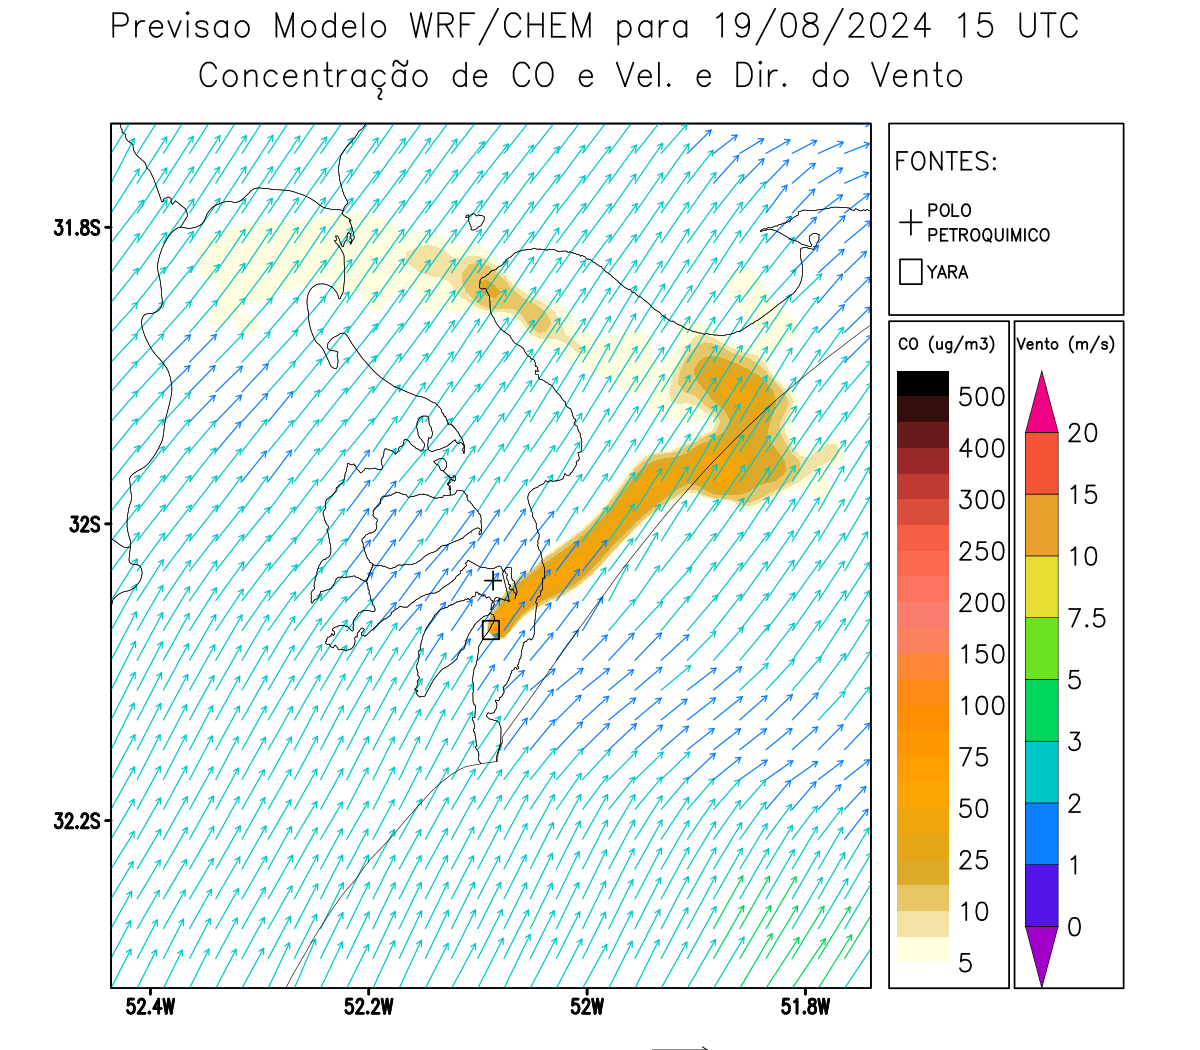 Previsao Modelo WRF/CHEM para 19/08/2024 15 UTC
Concentração de CO e Vel. e Dir. do Vento
FONTES:
POLO
PETROQUIMICO
YARA
CO (ug/m3)
500
400
300
250
200
150
100
75
50
25
10
5
Vento (m/s)
20
15
10
7.5
5
3
2
1
0
31.8S
32S
32.2S
52.4W
52.2W
52W
51.8W